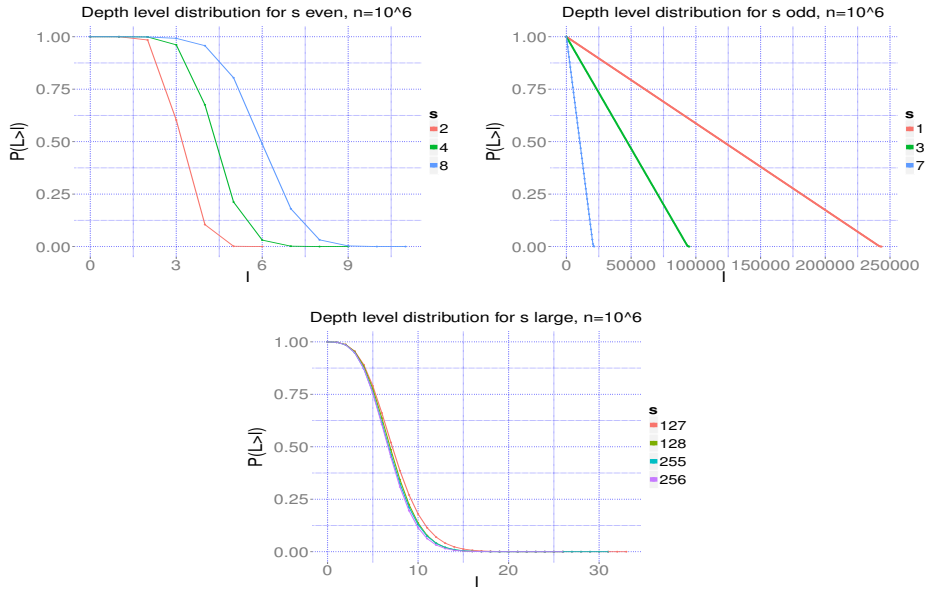 Depth level distribution for s even, n=10^6
P(L>l)
1.00
0.75
0.50
0.25
0.00
0 3 6 9
l
s
2
4
8
Depth level distribution for s odd, n=10^6
P(L>l)
1.00
0.75
0.50
0.25
0.00
0 50000 100000 150000 200000 250000
l
s
1
3
7
Depth level distribution for s large, n=10^6
P(L>l)
1.00
0.75
0.50
0.25
0.00
0 10 20 30
l
s
127
128
255
256